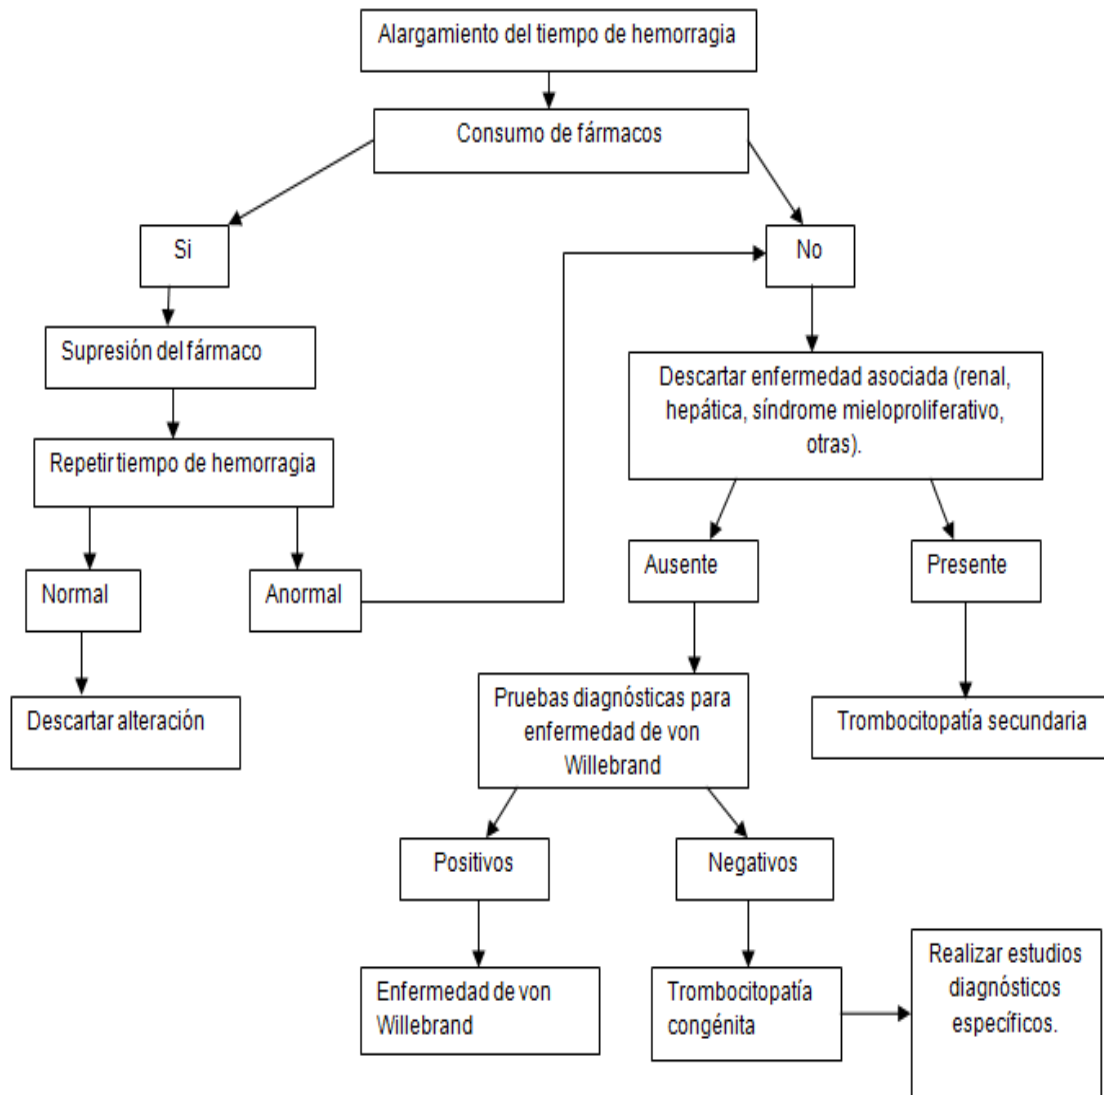 Alargamiento del tiempo de hemorragia
Consumo de fármacos
Si
No
Supresión del fármaco
Descartar enfermedad asociada (renal,
hepática, síndrome mieloproliferativo,
otras).
Repetir tiempo de hemorragia
Normal
Anormal
Ausente
Presente
Descartar alteración
Pruebas diagnósticas para
enfermedad de von
Willebrand
Trombocitopatía secundaria
Positivos
Negativos
Enfermedad de von
Willebrand
Trombocitopatía
congénita
Realizar estudios
diagnósticos
específicos.